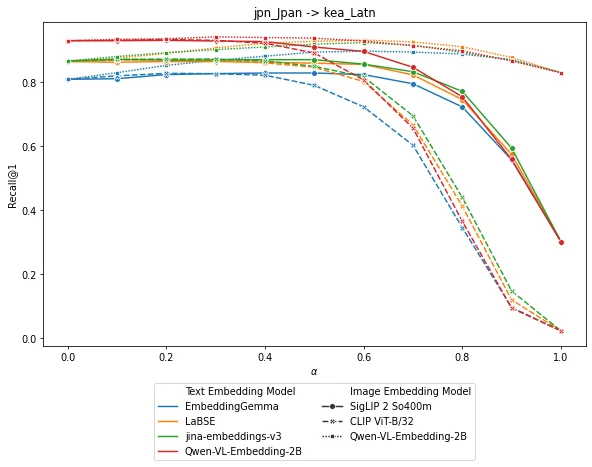 jpn_Jpan -> kea_Latn
Recall@1
0.8
0.6
0.4
0.2
0.0
0.0 0.2 0.4 0.6 0.8 1.0
α
Text Embedding Model
EmbeddingGemma
LaBSE
jina-embeddings-v3
Qwen-VL-Embedding-2B
Image Embedding Model
SigLIP 2 So400m
CLIP ViT-B/32
Qwen-VL-Embedding-2B